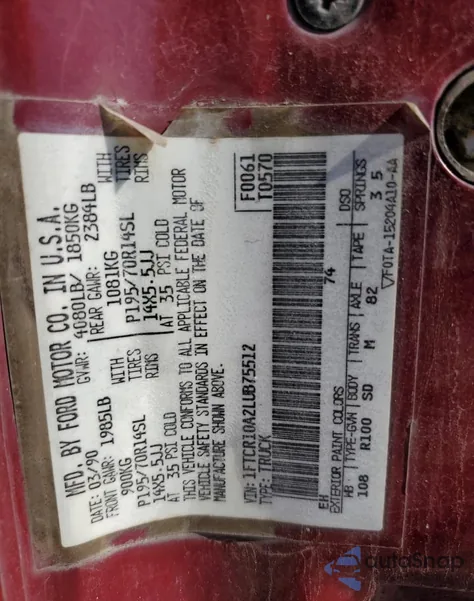 MFD. BY FORD MOTOR CO. IN U.S.A.
DATE: 03/90 GVWR: 4080LB/ 1850KG
FRONT GAWR: 1985LB REAR GAWR: 2384LB
900KG WITH 1081KG WITH
P195/70R14SL TIRES P195/70R14SL TIRES
14X5.5JJ RIMS 14X5.5JJ RIMS
AT 35 PSI COLD AT 35 PSI COLD
THIS VEHICLE CONFORMS TO ALL APPLICABLE FEDERAL MOTOR
VEHICLE SAFETY STANDARDS IN EFFECT ON THE DATE OF
MANUFACTURE SHOWN ABOVE.
F0061
T0570
VIN: 1FTCR10A2LUB75512
TYPE: TRUCK
EH 74
EXTERIOR PAINT COLORS DSO
WB TYPE-GVW BODY TRANS AXLE TAPE SPRINGS
108 R100 SD M 82 3 5
F0TA-15204A10-AA
autoShop